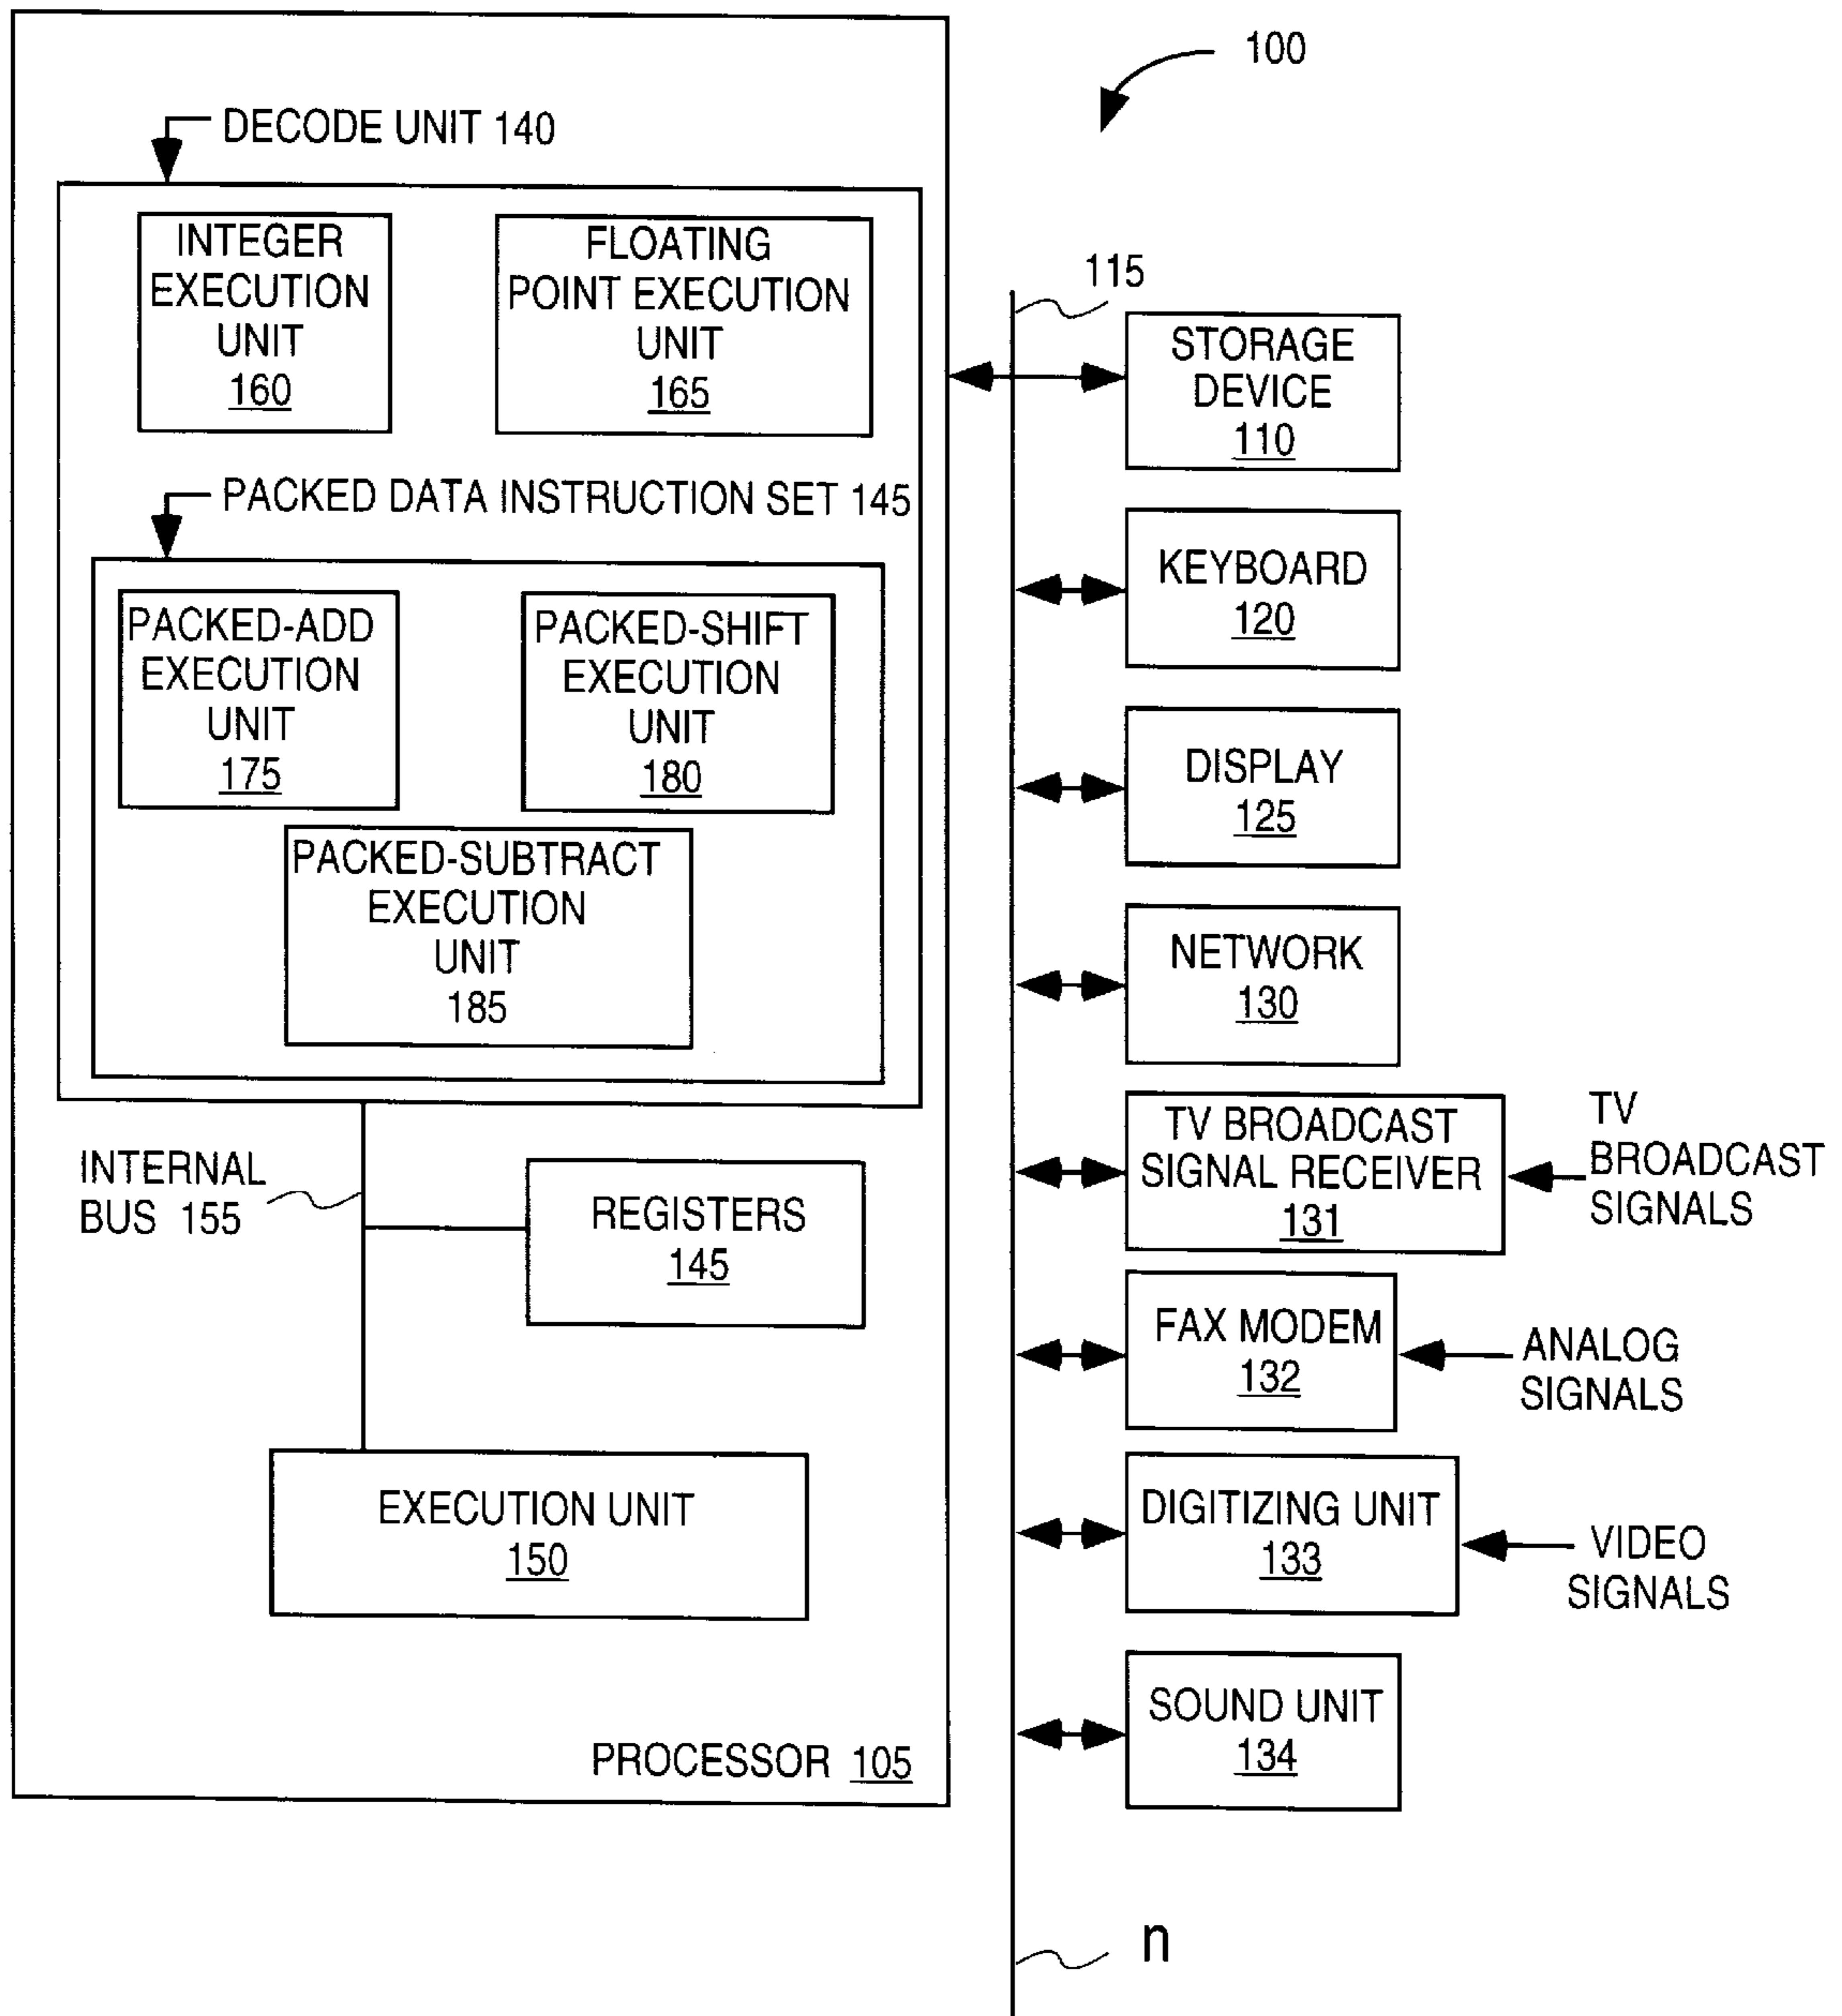 100
DECODE UNIT 140
INTEGER
EXECUTION
UNIT
160
FLOATING
POINT EXECUTION
UNIT
165
PACKED DATA INSTRUCTION SET 145
PACKED-ADD
EXECUTION
UNIT
175
PACKED-SHIFT
EXECUTION
UNIT
180
PACKED-SUBTRACT
EXECUTION
UNIT
185
INTERNAL
BUS 155
REGISTERS
145
EXECUTION UNIT
150
PROCESSOR 105
115
STORAGE
DEVICE
110
KEYBOARD
120
DISPLAY
125
NETWORK
130
TV BROADCAST
SIGNAL RECEIVER
131
TV
BROADCAST
SIGNALS
FAX MODEM
132
ANALOG
SIGNALS
DIGITIZING UNIT
133
VIDEO
SIGNALS
SOUND UNIT
134
n